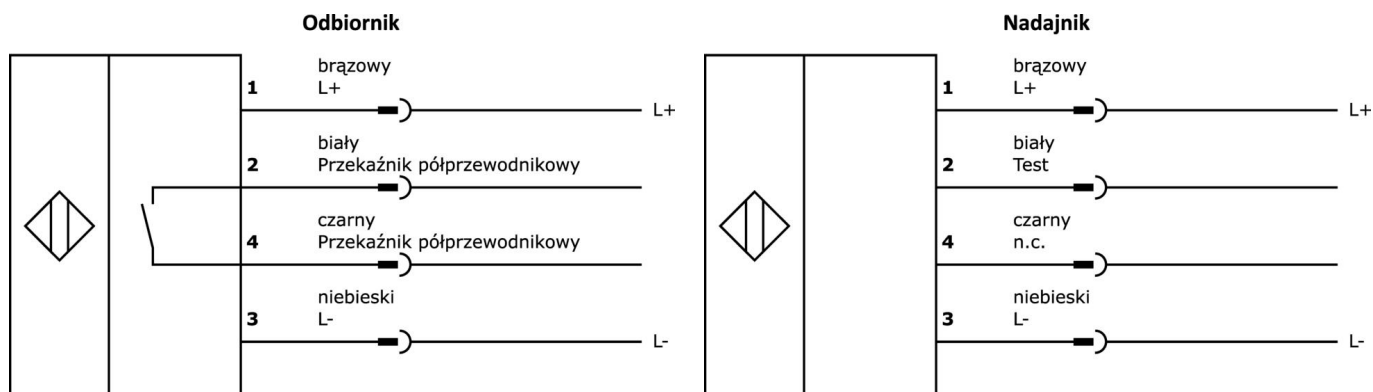 Odbiornik
brązowy
1 L+
L+
biały
2 Przekaźnik półprzewodnikowy
czarny
4 Przekaźnik półprzewodnikowy
niebieski
3 L-
L-
Nadajnik
brązowy
1 L+
L+
biały
2 Test
czarny
4 n.c.
niebieski
3 L-
L-